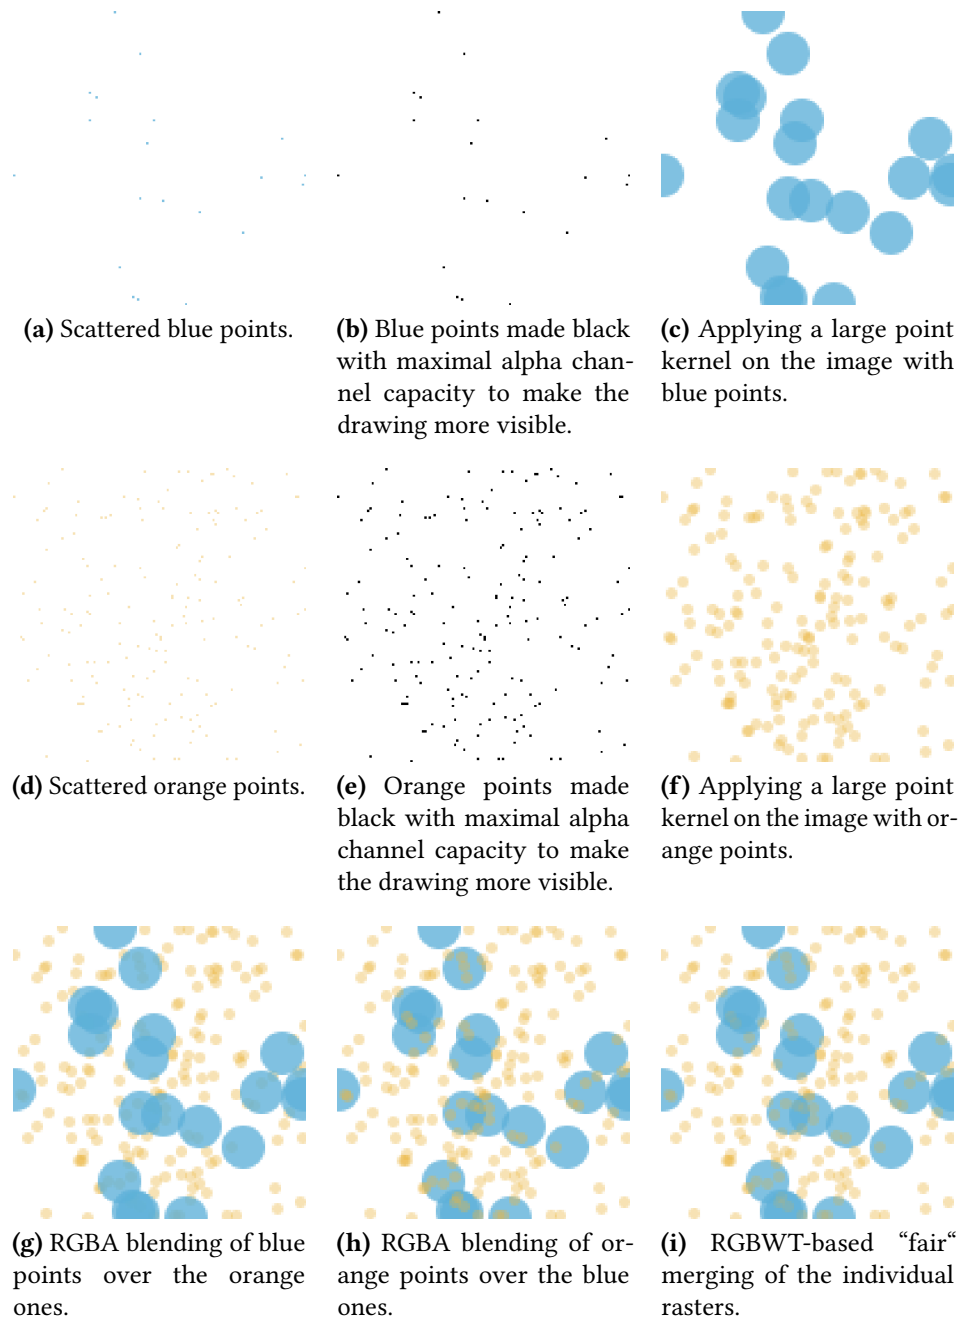 (a) Scattered blue points.
(b) Blue points made black
with maximal alpha chan-
nel capacity to make the
drawing more visible.
(c) Applying a large point
kernel on the image with
blue points.
(d) Scattered orange points.
(e) Orange points made
black with maximal alpha
channel capacity to make
the drawing more visible.
(f) Applying a large point
kernel on the image with or-
ange points.
(g) RGBA blending of blue
points over the orange
ones.
(h) RGBA blending of or-
ange points over the blue
ones.
(i) RGBWT-based “fair“
merging of the individual
rasters.